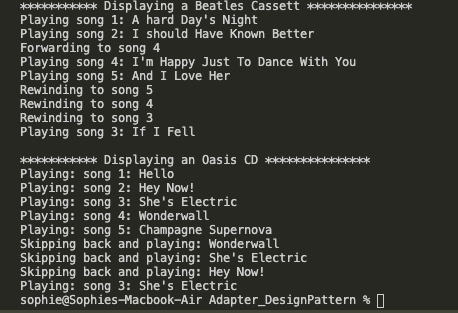 *********** Displaying a Beatles Cassett ***************
Playing song 1: A hard Day's Night
Playing song 2: I should Have Known Better
Forwarding to song 4
Playing song 4: I'm Happy Just To Dance With You
Playing song 5: And I Love Her
Rewinding to song 5
Rewinding to song 4
Rewinding to song 3
Playing song 3: If I Fell

*********** Displaying an Oasis CD ***************
Playing: song 1: Hello
Playing: song 2: Hey Now!
Playing: song 3: She's Electric
Playing: song 4: Wonderwall
Playing: song 5: Champagne Supernova
Skipping back and playing: Wonderwall
Skipping back and playing: She's Electric
Skipping back and playing: Hey Now!
Playing: song 3: She's Electric
sophie@Sophies-Macbook-Air Adapter_DesignPattern %